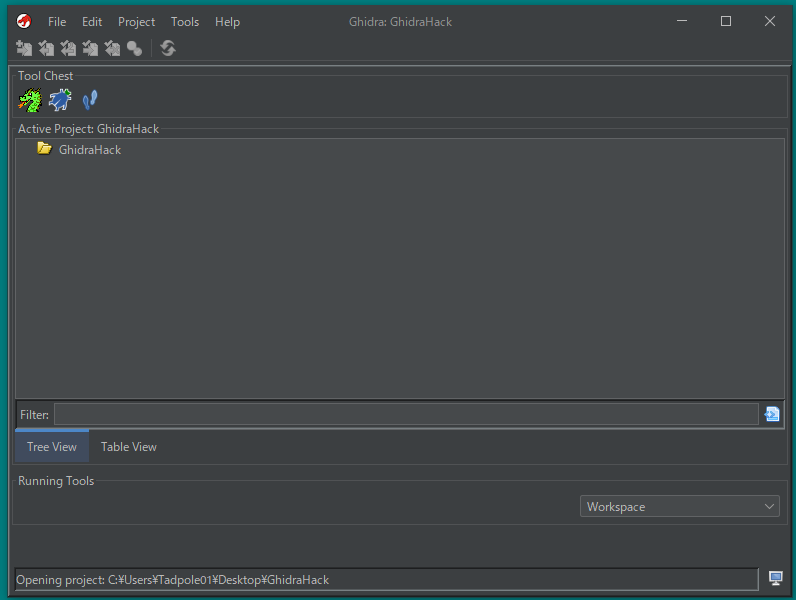 File Edit Project Tools Help Ghidra: GhidraHack
Tool Chest
Active Project: GhidraHack
GhidraHack
Filter:
Tree View Table View
Running Tools
Workspace
Opening project: C:¥Users¥Tadpole01¥Desktop¥GhidraHack